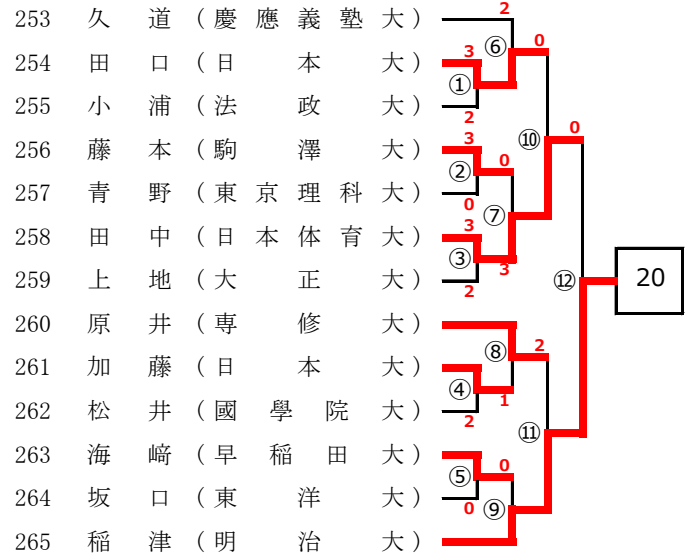 253 久道（慶應義塾大） 2
⑥ 0
254 田口（日本大） 3
①
255 小浦（法政大） 2
⑩ 0
256 藤本（駒澤大） 3
② 0
257 青野（東京理科大） 0
⑦
258 田中（日本体育大） 3
③ 3
259 上地（大正大） 2
⑫ 20
260 原井（専修大）
⑧ 2
261 加藤（日本大）
④ 1
262 松井（國學院大） 2
⑪
263 海﨑（早稲田大）
⑤ 0
264 坂口（東洋大） 0
⑨
265 稲津（明治大）